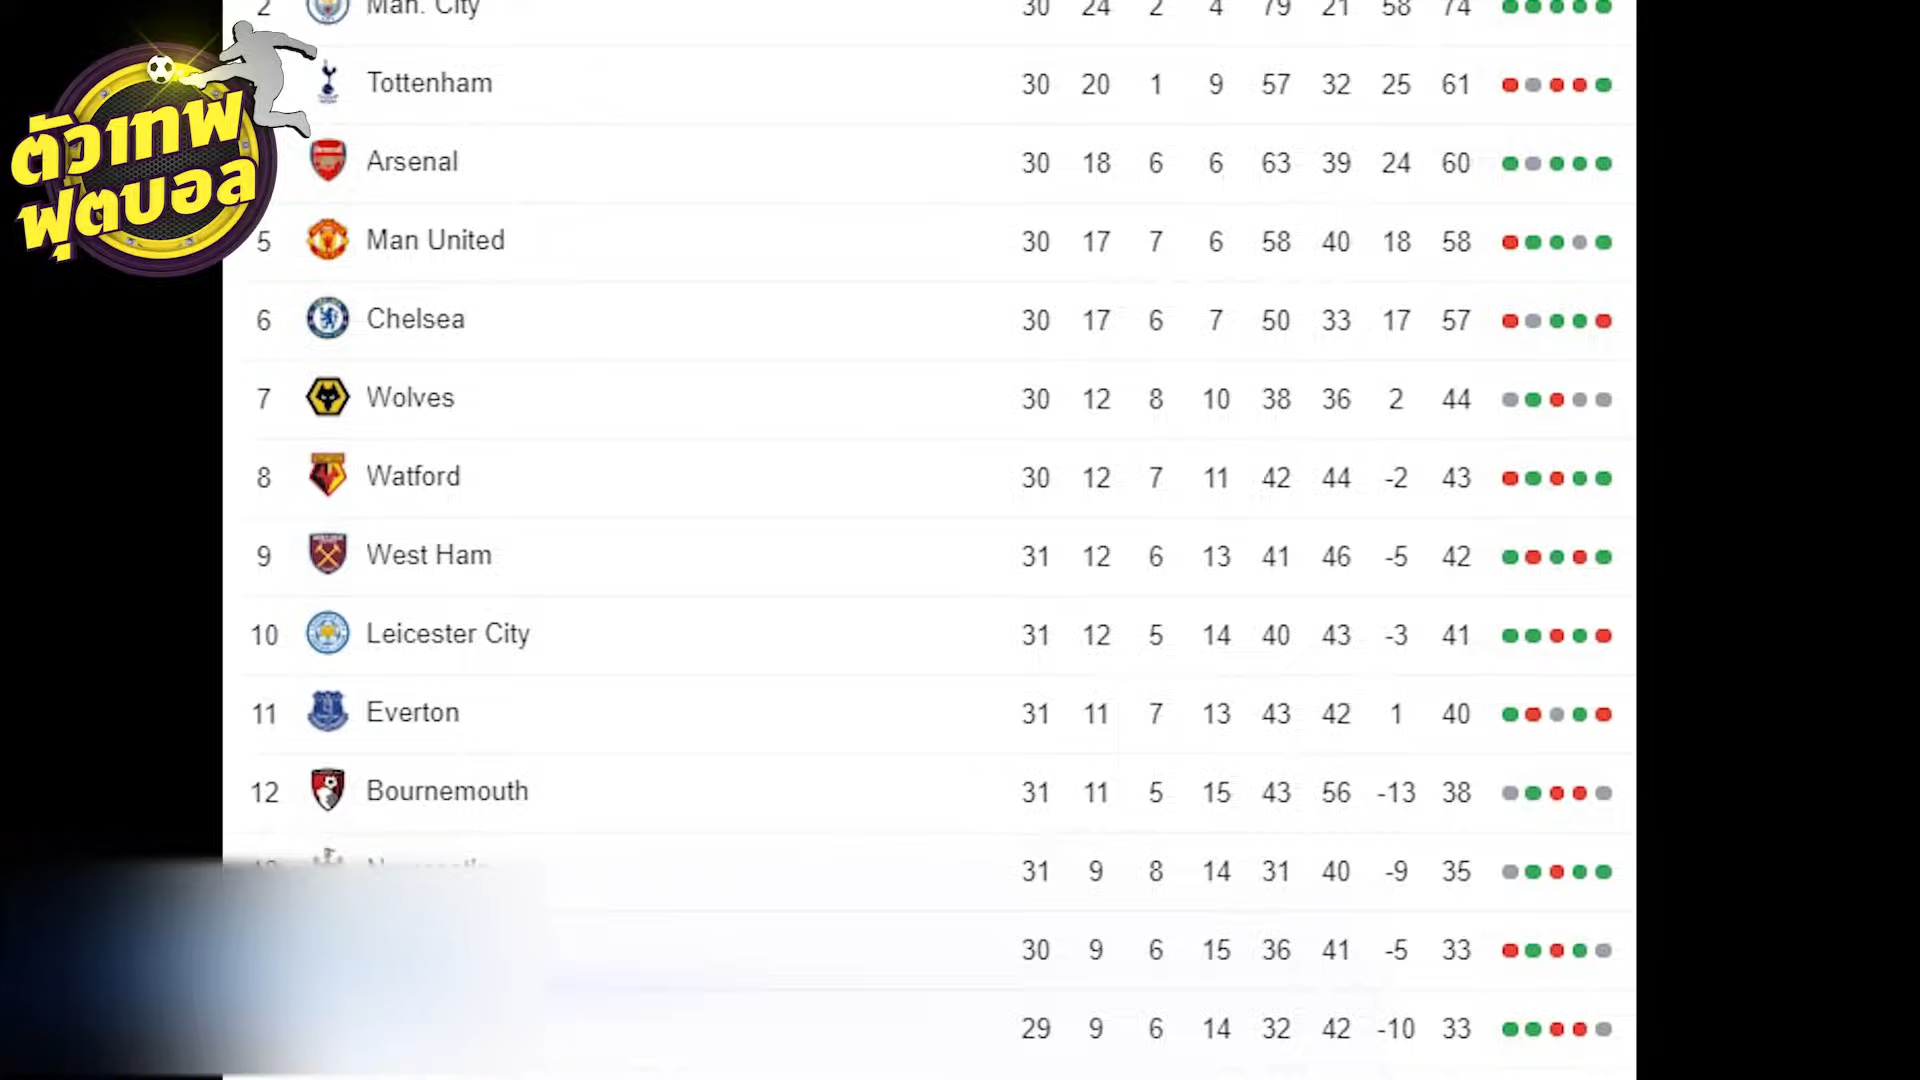 ตัวเทพ
ฟุตบอล
2 Man. City 30 24 2 4 79 21 58 74
Tottenham 30 20 1 9 57 32 25 61
Arsenal 30 18 6 6 63 39 24 60
5 Man United 30 17 7 6 58 40 18 58
6 Chelsea 30 17 6 7 50 33 17 57
7 Wolves 30 12 8 10 38 36 2 44
8 Watford 30 12 7 11 42 44 -2 43
9 West Ham 31 12 6 13 41 46 -5 42
10 Leicester City 31 12 5 14 40 43 -3 41
11 Everton 31 11 7 13 43 42 1 40
12 Bournemouth 31 11 5 15 43 56 -13 38
31 9 8 14 31 40 -9 35
30 9 6 15 36 41 -5 33
29 9 6 14 32 42 -10 33